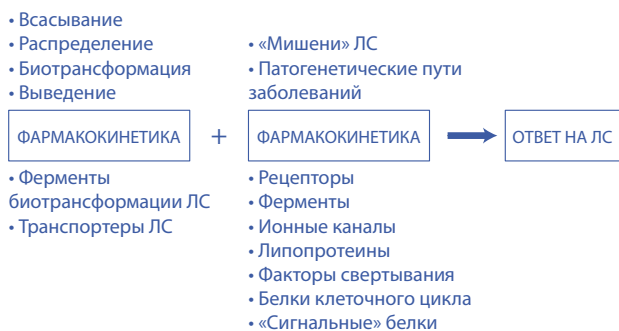 • Всасывание
• Распределение
• Биотрансформация
• Выведение
• «Мишени» ЛС
• Патогенетические пути
заболеваний
ФАРМАКОКИНЕТИКА + ФАРМАКОКИНЕТИКА ОТВЕТ НА ЛС
• Ферменты
биотрансформации ЛС
• Транспортеры ЛС
• Рецепторы
• Ферменты
• Ионные каналы
• Липопротеины
• Факторы свертывания
• Белки клеточного цикла
• «Сигнальные» белки